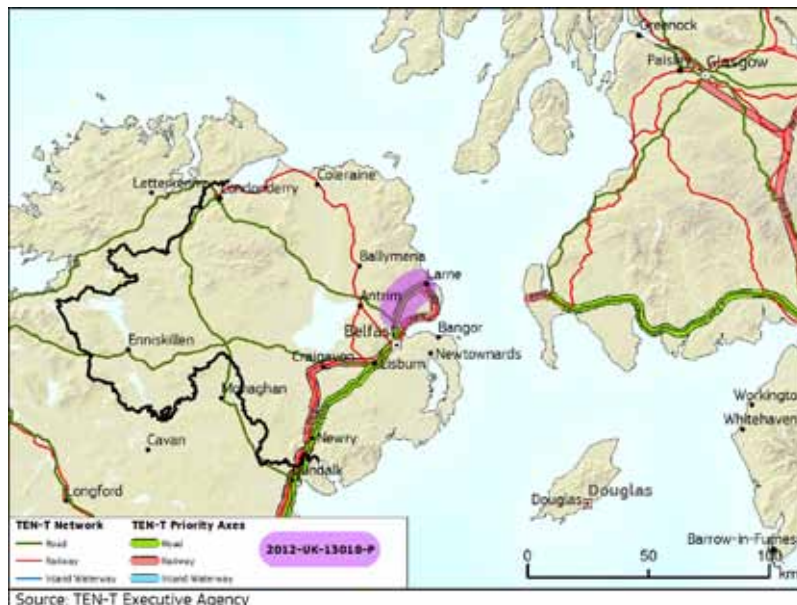 Greenock
Paisley
Glasgow
Letterkenny
Londonderry
Coleraine
Ballymena
Larne
Antrim
Belfast
Bangor
Newtownards
Enniskillen
Craigavon
Lisburn
Monaghan
Newry
Cavan
Dundalk
Longford
Workington
Whitehaven
Douglas
Douglas
Barrow-in-Furness
TEN-T Network
TEN-T Priority Axes
Road
Road
Railway
Railway
Inland Waterway
Inland Waterway
2012-UK-13018-P
0 50 100
km
Source: TEN-T Executive Agency